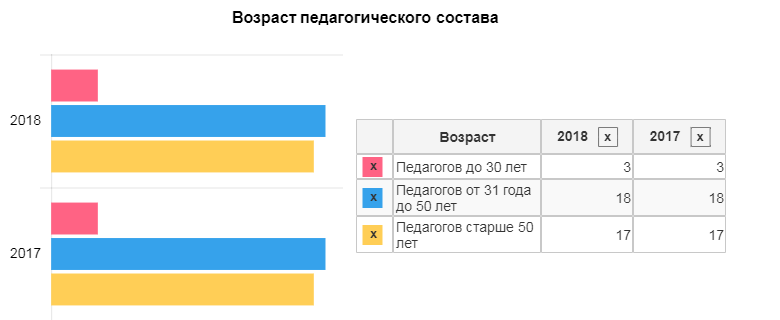 Возраст педагогического состава
2018
2017
Возраст 2018 x 2017 x
x Педагогов до 30 лет 3 3
x Педагогов от 31 года
до 50 лет 18 18
x Педагогов старше 50
лет 17 17